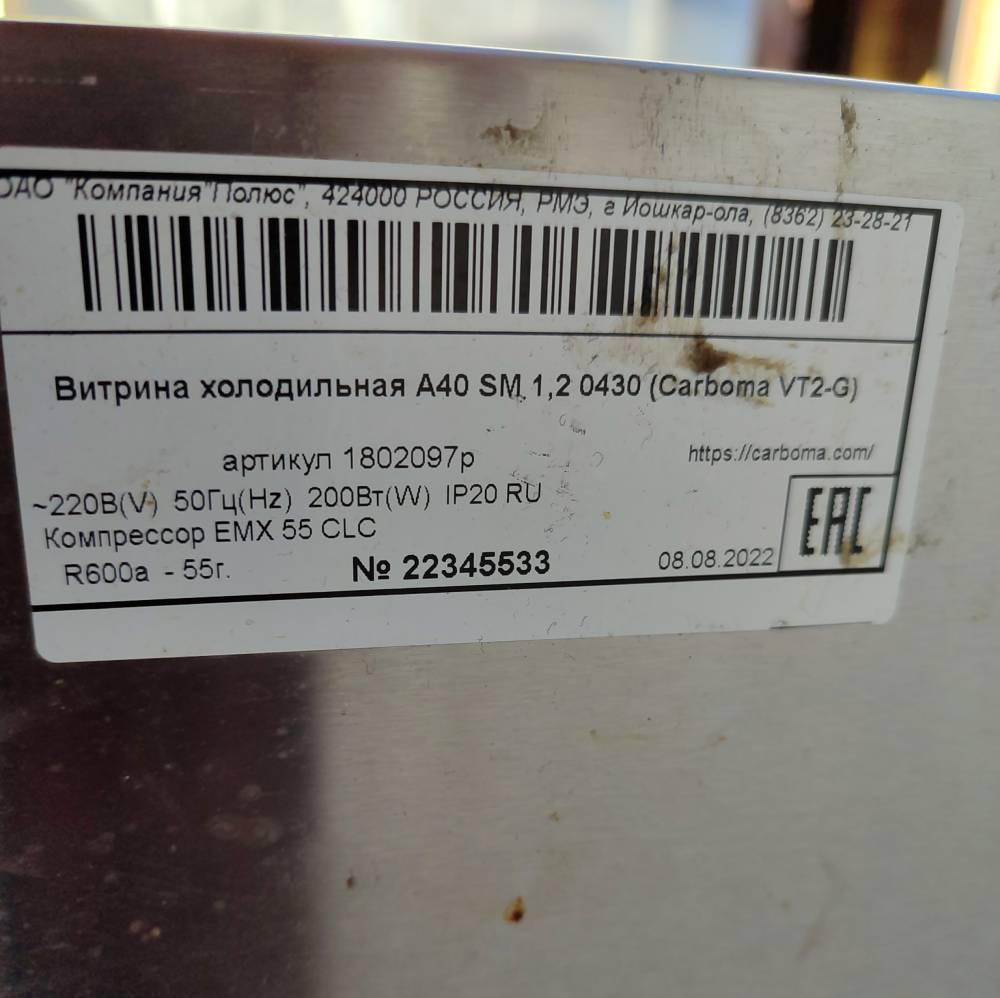 ОАО "Компания"Полюс", 424000 РОССИЯ, РМЭ, г Йошкар-ола, (8362) 23-28-21
Витрина холодильная А40 SM 1,2 0430 (Carboma VT2-G)
артикул 1802097р
https://carboma.com/
~220В(V) 50Гц(Hz) 200Вт(W) IP20 RU
Компрессор EMX 55 CLC
R600a - 55г.
№ 22345533
08.08.2022
EAC